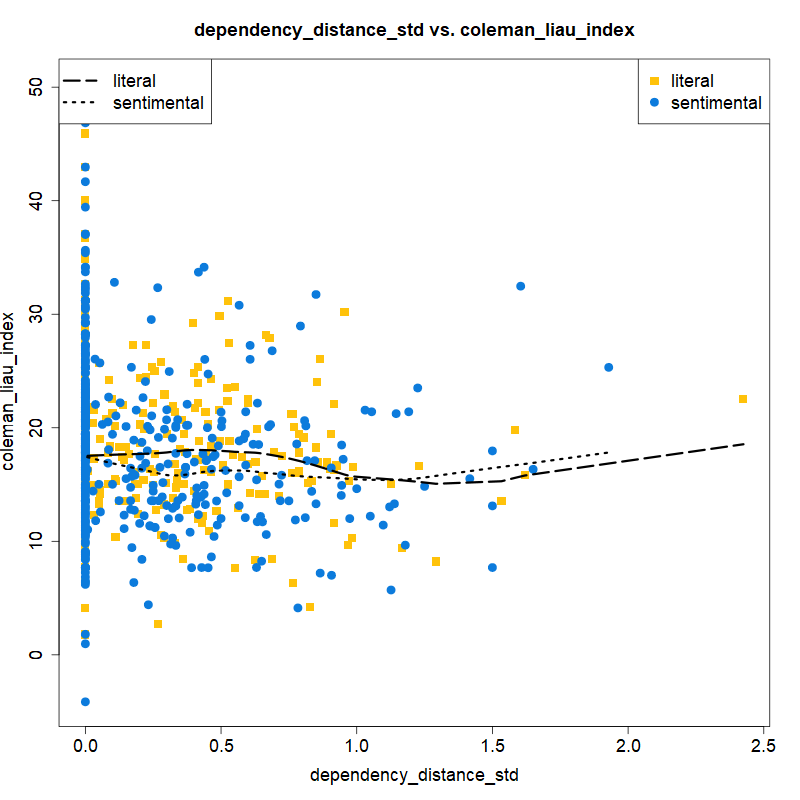 dependency_distance_std vs. coleman_liau_index
literal
sentimental
literal
sentimental
50
40
30
20
10
0
coleman_liau_index
0.0 0.5 1.0 1.5 2.0 2.5
dependency_distance_std